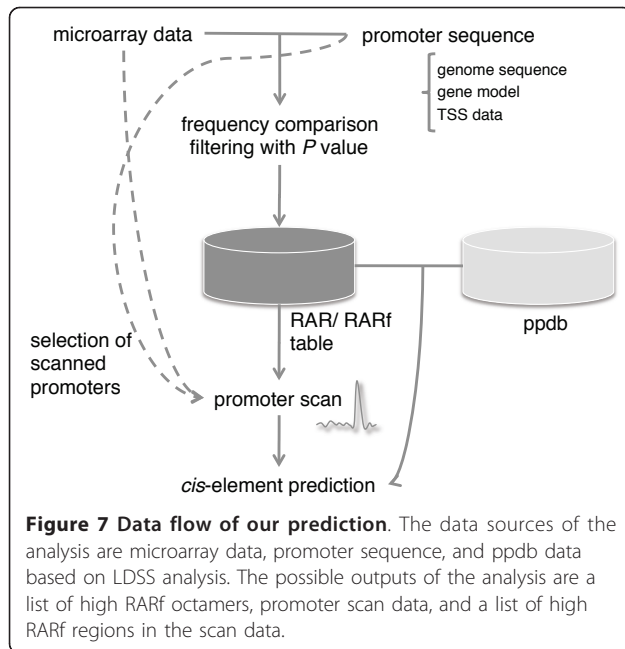 microarray data
promoter sequence
genome sequence
gene model
TSS data
frequency comparison
filtering with P value
RAR/ RARf
table
ppdb
selection of
scanned
promoters
promoter scan
cis-element prediction
Figure 7 Data flow of our prediction. The data sources of the
analysis are microarray data, promoter sequence, and ppdb data
based on LDSS analysis. The possible outputs of the analysis are a
list of high RARf octamers, promoter scan data, and a list of high
RARf regions in the scan data.